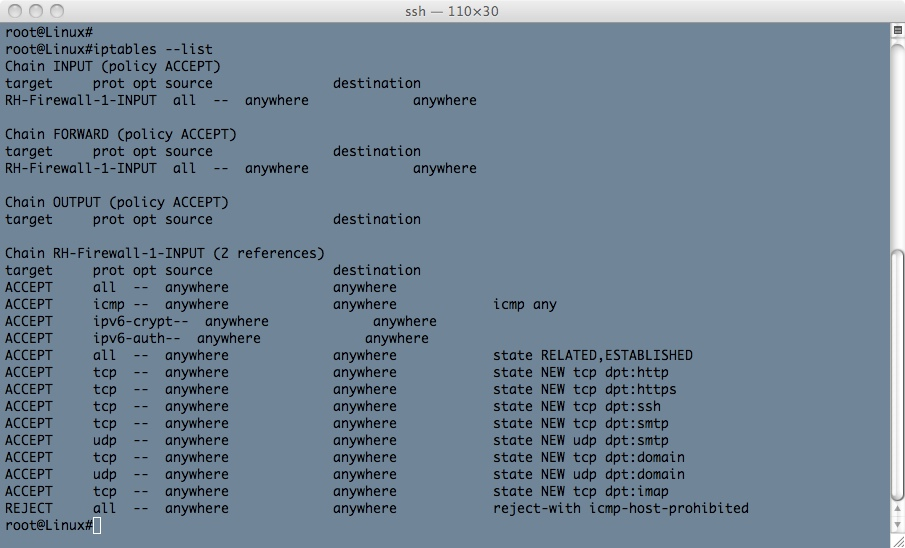 ssh — 110×30
root@Linux#
root@Linux#iptables --list
Chain INPUT (policy ACCEPT)
target     prot opt source               destination
RH-Firewall-1-INPUT  all  --  anywhere             anywhere

Chain FORWARD (policy ACCEPT)
target     prot opt source               destination
RH-Firewall-1-INPUT  all  --  anywhere             anywhere

Chain OUTPUT (policy ACCEPT)
target     prot opt source               destination

Chain RH-Firewall-1-INPUT (2 references)
target     prot opt source               destination
ACCEPT     all  --  anywhere             anywhere
ACCEPT     icmp --  anywhere             anywhere            icmp any
ACCEPT     ipv6-crypt--  anywhere             anywhere
ACCEPT     ipv6-auth--  anywhere             anywhere
ACCEPT     all  --  anywhere             anywhere            state RELATED,ESTABLISHED
ACCEPT     tcp  --  anywhere             anywhere            state NEW tcp dpt:http
ACCEPT     tcp  --  anywhere             anywhere            state NEW tcp dpt:https
ACCEPT     tcp  --  anywhere             anywhere            state NEW tcp dpt:ssh
ACCEPT     tcp  --  anywhere             anywhere            state NEW tcp dpt:smtp
ACCEPT     udp  --  anywhere             anywhere            state NEW udp dpt:smtp
ACCEPT     tcp  --  anywhere             anywhere            state NEW tcp dpt:domain
ACCEPT     udp  --  anywhere             anywhere            state NEW udp dpt:domain
ACCEPT     tcp  --  anywhere             anywhere            state NEW tcp dpt:imap
REJECT     all  --  anywhere             anywhere            reject-with icmp-host-prohibited
root@Linux#